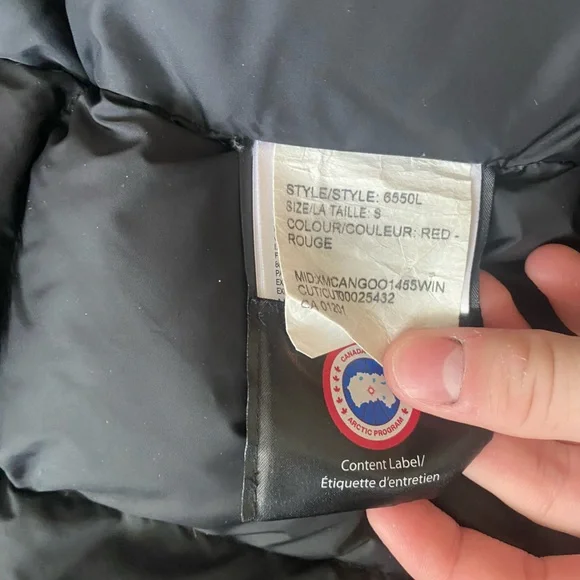 STYLE/STYLE: 6550L
SIZE/LA TAILLE: S
COLOUR/COULEUR: RED -
ROUGE
MID:XMCANGOO1455WIN
CUT/CUT00025432
CA 01201
CANADA
ARCTIC PROGRAM
Content Label/
Étiquette d'entretien